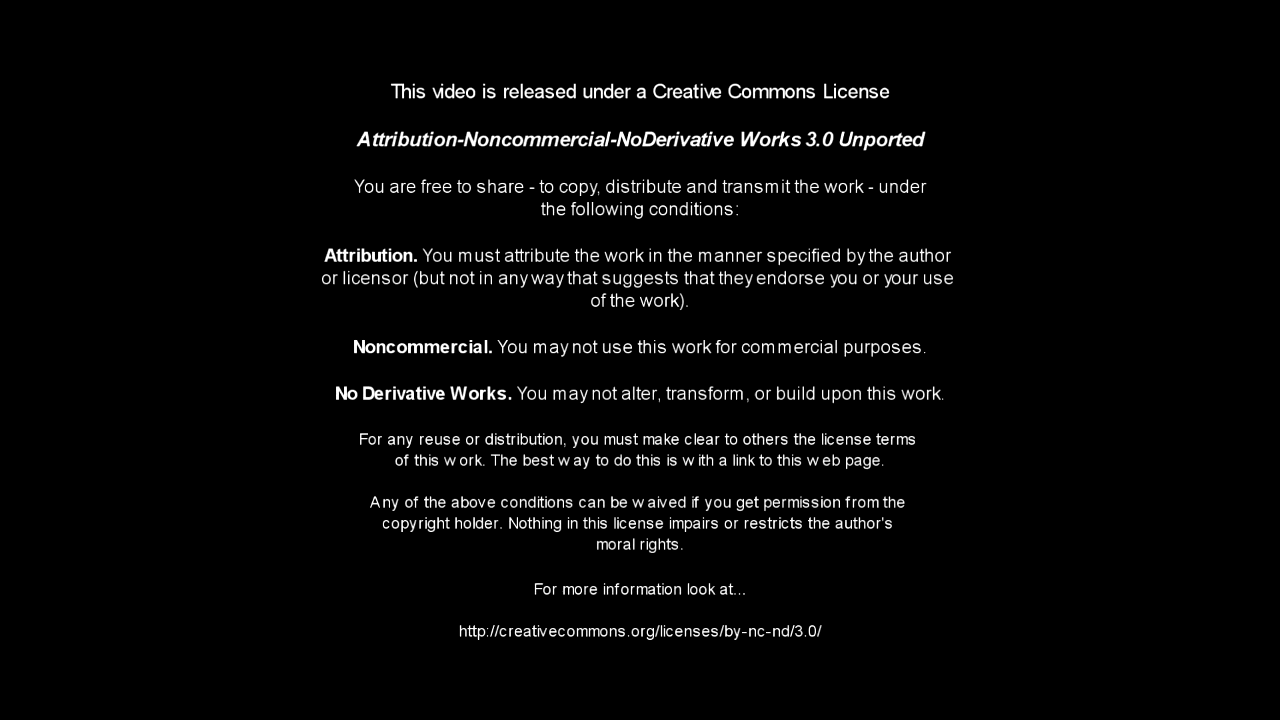 This video is released under a Creative Commons License
Attribution-Noncommercial-NoDerivative Works 3.0 Unported
You are free to share - to copy, distribute and transmit the work - under
the following conditions:
Attribution. You must attribute the work in the manner specified by the author
or licensor (but not in any way that suggests that they endorse you or your use
of the work).
Noncommercial. You may not use this work for commercial purposes.
No Derivative Works. You may not alter, transform, or build upon this work.
For any reuse or distribution, you must make clear to others the license terms
of this work. The best way to do this is with a link to this web page.
Any of the above conditions can be waived if you get permission from the
copyright holder. Nothing in this license impairs or restricts the author's
moral rights.
For more information look at...
http://creativecommons.org/licenses/by-nc-nd/3.0/